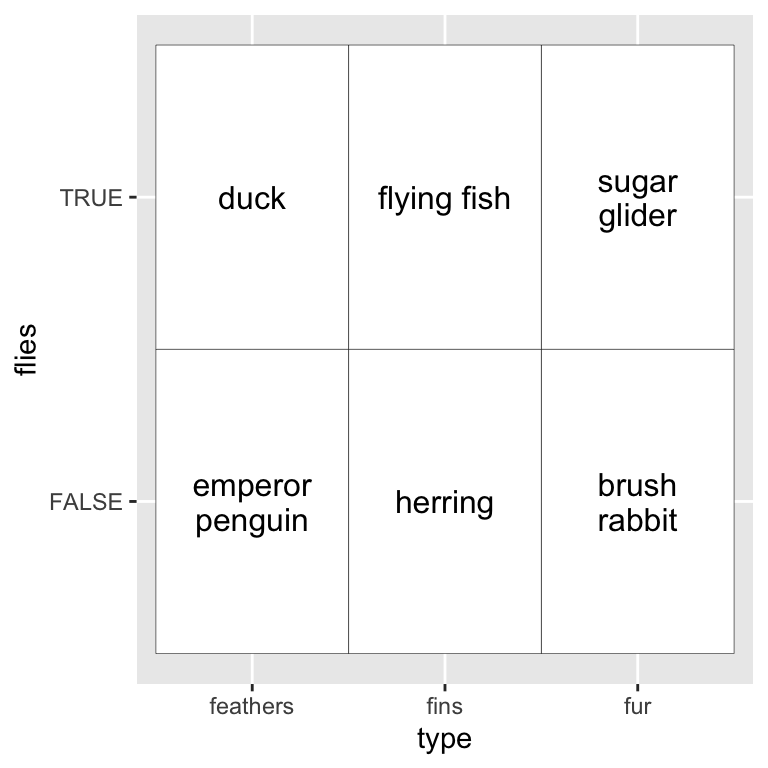 TRUE
duck
flying fish
sugar
glider
flies
FALSE
emperor
penguin
herring
brush
rabbit
feathers
fins
fur
type